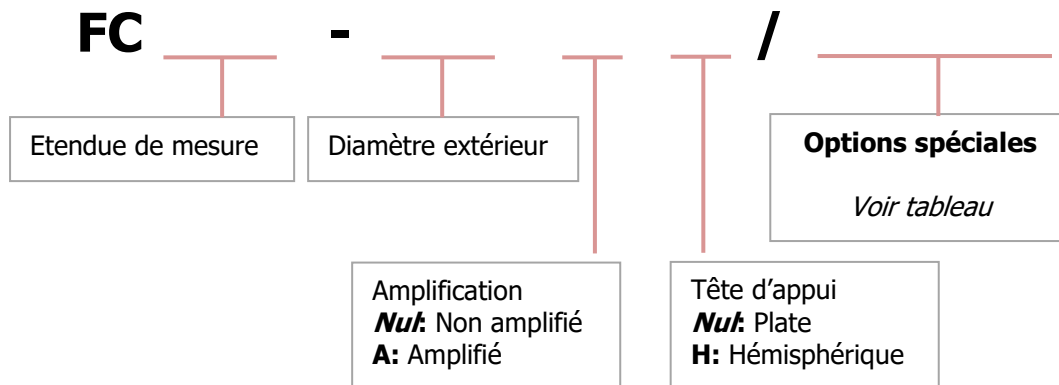 FC - /
Etendue de mesure
Diamètre extérieur
Options spéciales
Voir tableau
Amplification
Nul: Non amplifié
A: Amplifié
Tête d'appui
Nul: Plate
H: Hémisphérique